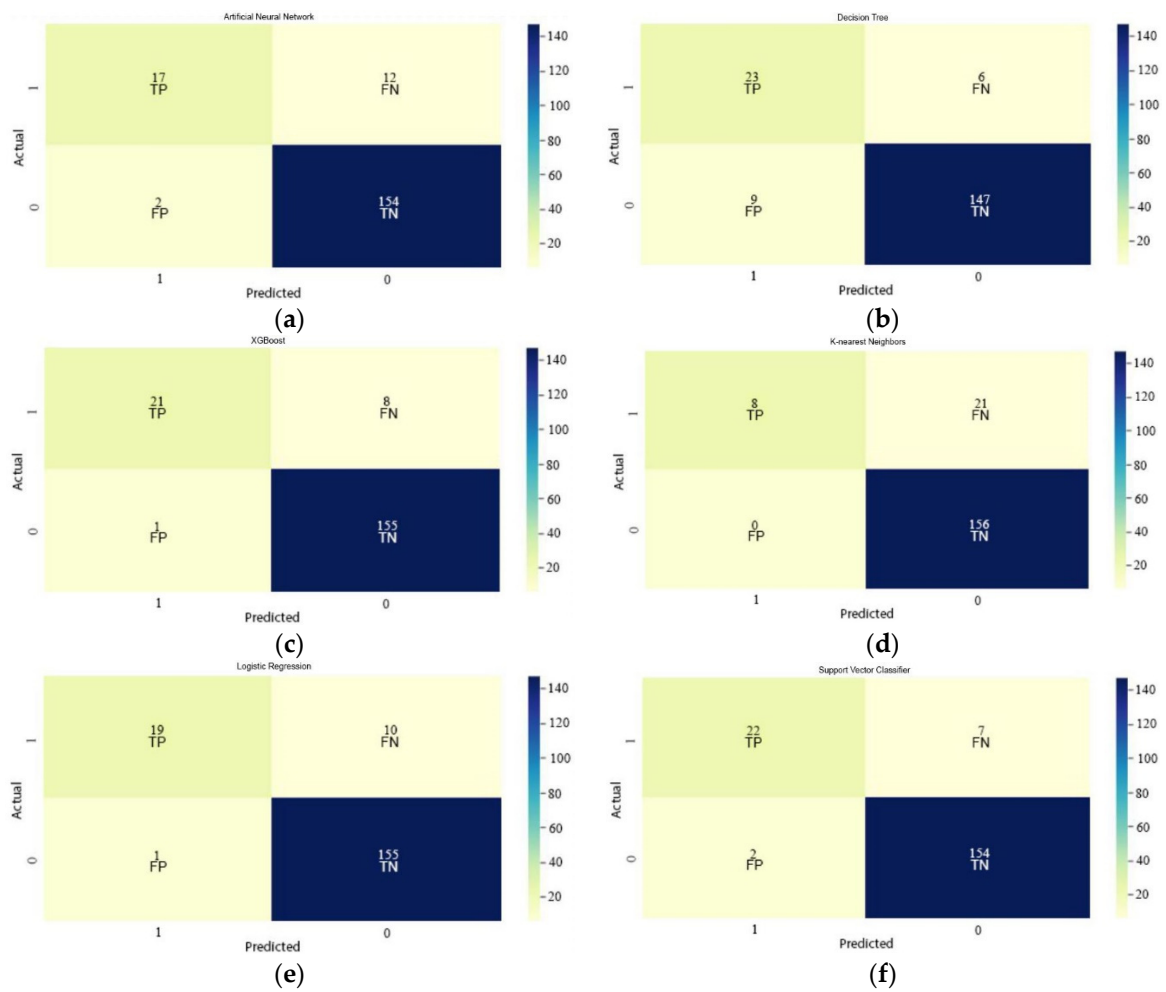 Artificial Neural Network
17
TP
12
FN
2
FP
154
TN
1
0
Actual
1
0
Predicted
140
120
100
80
60
40
20
(a)
Decision Tree
23
TP
6
FN
9
FP
147
TN
1
0
Actual
1
0
Predicted
140
120
100
80
60
40
20
(b)
XGBoost
21
TP
8
FN
1
FP
155
TN
1
0
Actual
1
0
Predicted
140
120
100
80
60
40
20
(c)
K-nearest Neighbors
8
TP
21
FN
0
FP
156
TN
1
0
Actual
1
0
Predicted
140
120
100
80
60
40
20
(d)
Logistic Regression
19
TP
10
FN
1
FP
155
TN
1
0
Actual
1
0
Predicted
140
120
100
80
60
40
20
(e)
Support Vector Classifier
22
TP
7
FN
2
FP
154
TN
1
0
Actual
1
0
Predicted
140
120
100
80
60
40
20
(f)